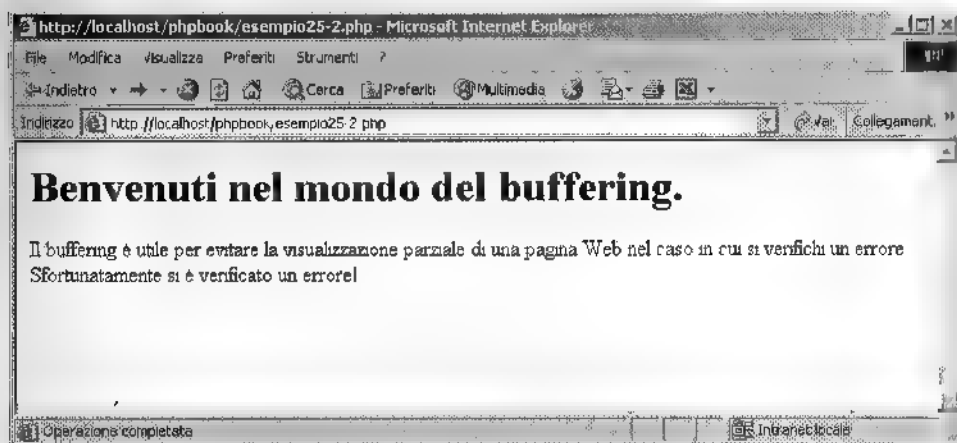 http://localhost/phpbook/esempio25-2.php - Microsoft Internet Explorer
File Modifica Visualizza Preferiti Strumenti ?
Indietro Cerca Preferiti Multimedia
Indirizzo http://localhost/phpbook/esempio25-2.php Vai Collegament. »
Benvenuti nel mondo del buffering.
Il buffering è utile per evitare la visualizzazione parziale di una pagina Web nel caso in cui si verifichi un errore
Sfortunatamente si è verificato un errore!
Operazione completata Intranet locale